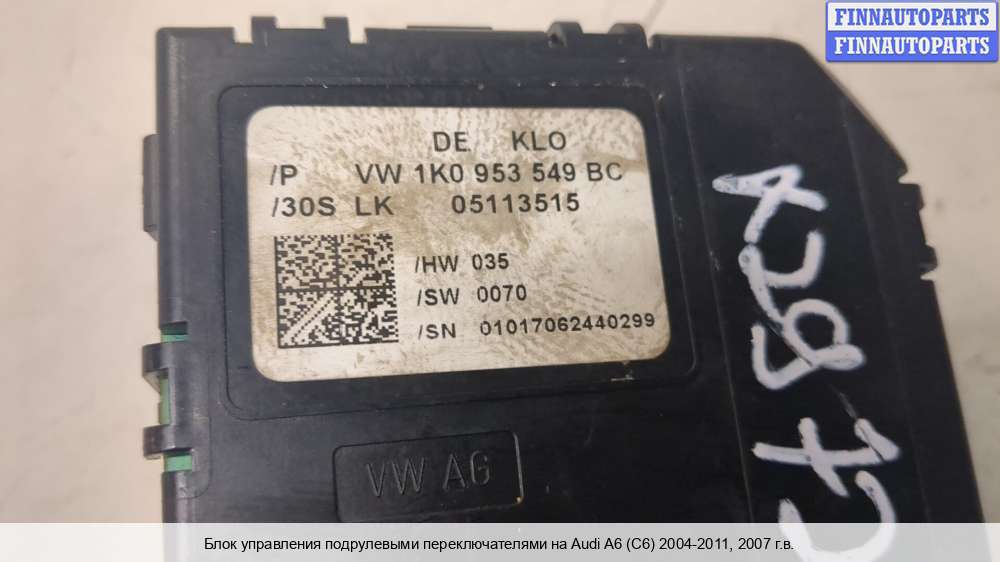 FINNAUTOPARTS
FINNAUTOPARTS
DE KLO
/P VW 1K0 953 549 BC
/30S LK 05113515
/HW 035
/SW 0070
/SN 01017062440299
VW AG
Блок управления подрулевыми переключателями на Audi A6 (C6) 2004-2011, 2007 г.в.